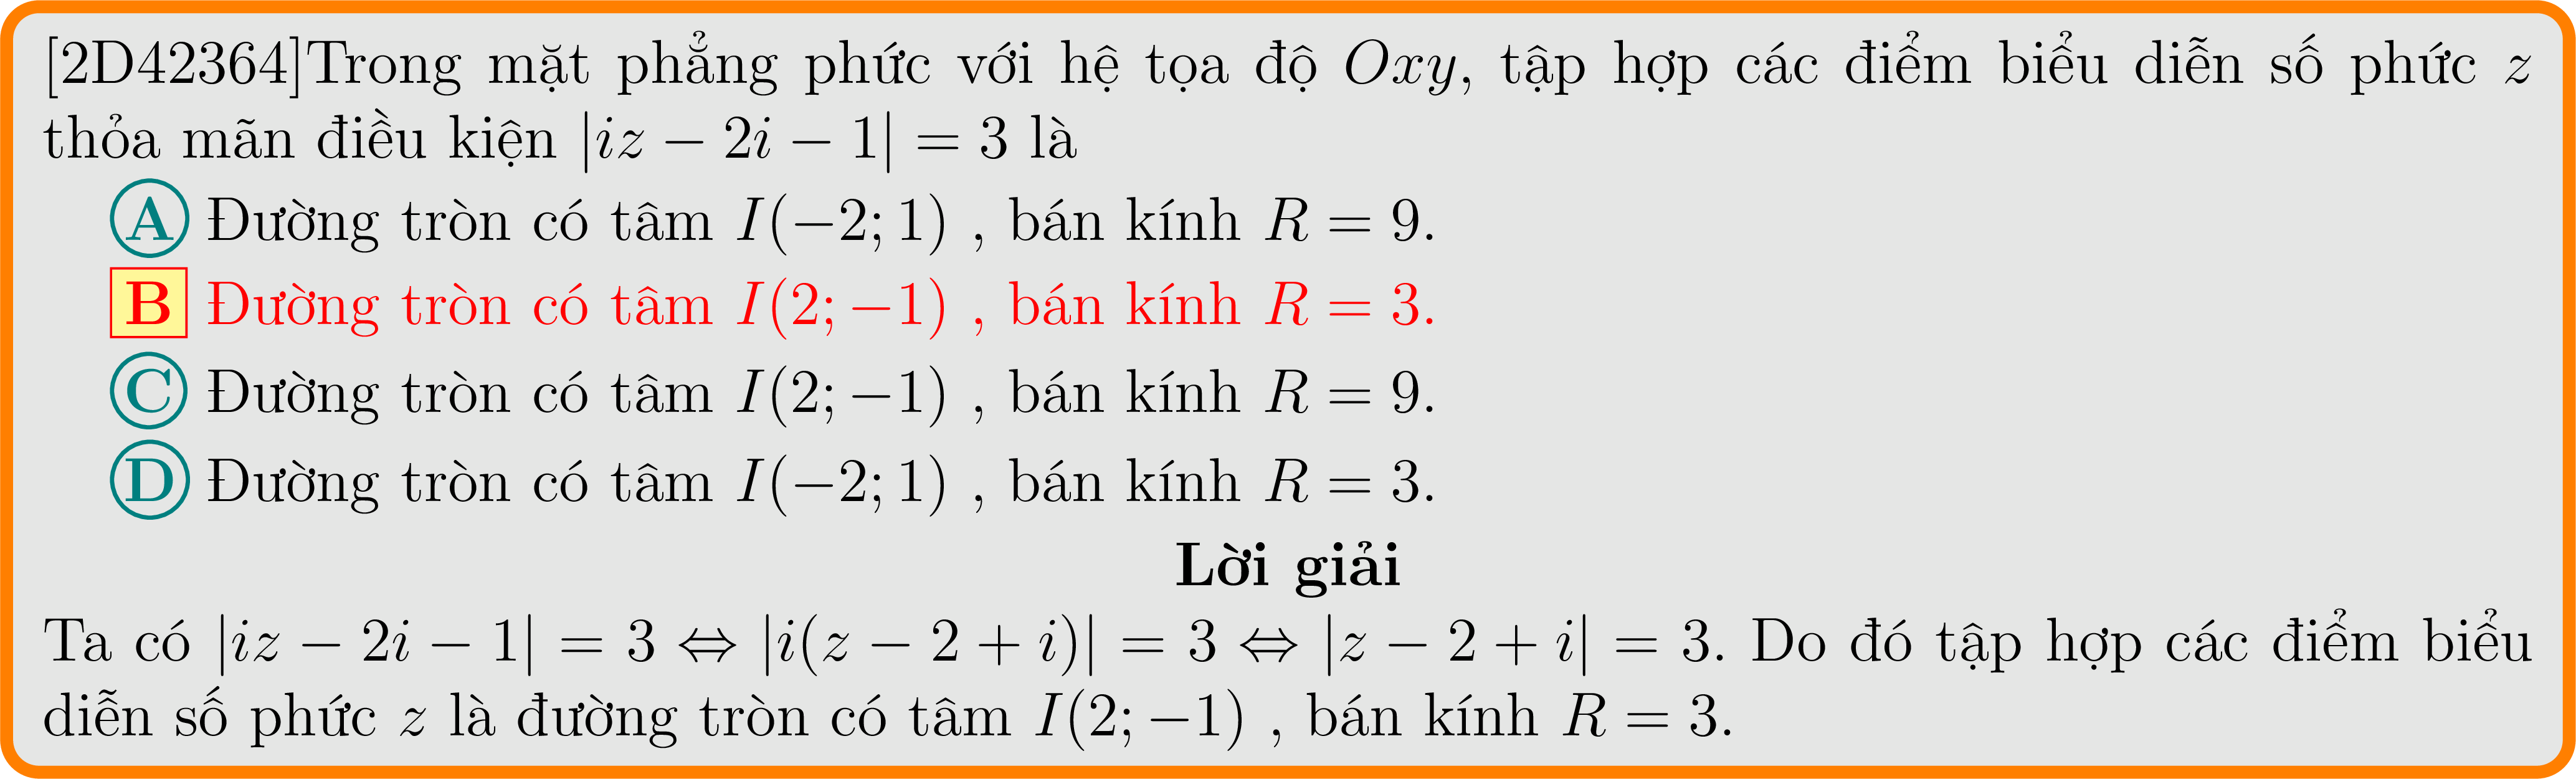 [2D42364]Trong mặt phẳng phức với hệ tọa độ Oxy, tập hợp các điểm biểu diễn số phức z
thỏa mãn điều kiện |iz − 2i − 1| = 3 là
A Đường tròn có tâm I(−2; 1) , bán kính R = 9.
B Đường tròn có tâm I(2; −1) , bán kính R = 3.
C Đường tròn có tâm I(2; −1) , bán kính R = 9.
D Đường tròn có tâm I(−2; 1) , bán kính R = 3.
Lời giải
Ta có |iz − 2i − 1| = 3 ⇔ |i(z − 2 + i)| = 3 ⇔ |z − 2 + i| = 3. Do đó tập hợp các điểm biểu
diễn số phức z là đường tròn có tâm I(2; −1) , bán kính R = 3.